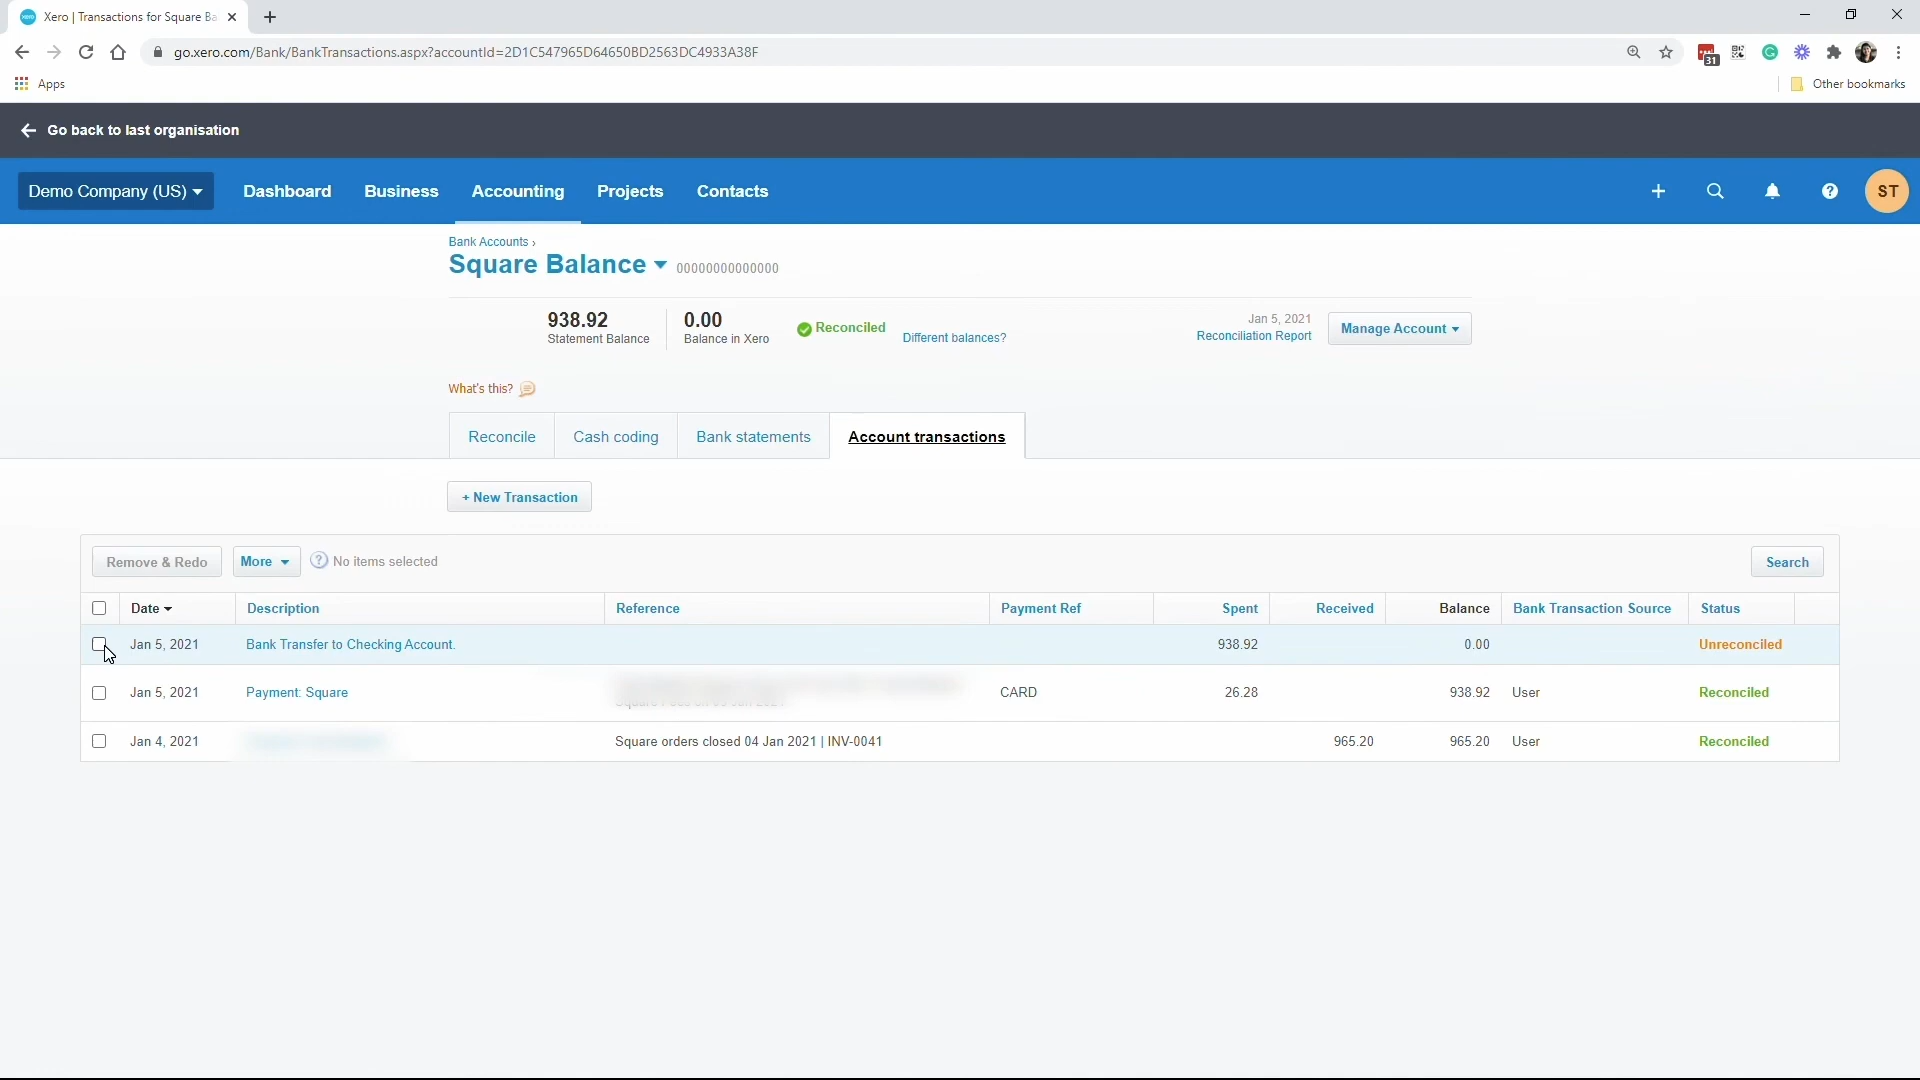 xero Xero | Transactions for Square Ba
go.xero.com/Bank/BankTransactions.aspx?accountId=2D1C547965D64650BD2563DC4933A38F
31
Apps
Other bookmarks
Go back to last organisation
Demo Company (US) Dashboard Business Accounting Projects Contacts
ST
Bank Accounts ›
Square Balance 00000000000000
938.92 0.00 Reconciled Jan 5, 2021
Statement Balance Balance in Xero Different balances? Reconciliation Report Manage Account
What's this?
Reconcile Cash coding Bank statements Account transactions
+ New Transaction
Remove & Redo More ? No items selected Search
Date Description Reference Payment Ref Spent Received Balance Bank Transaction Source Status
Jan 5, 2021 Bank Transfer to Checking Account. 938.92 0.00 Unreconciled
Jan 5, 2021 Payment: Square CARD 26.28 938.92 User Reconciled
Jan 4, 2021 Square orders closed 04 Jan 2021 | INV-0041 965.20 965.20 User Reconciled